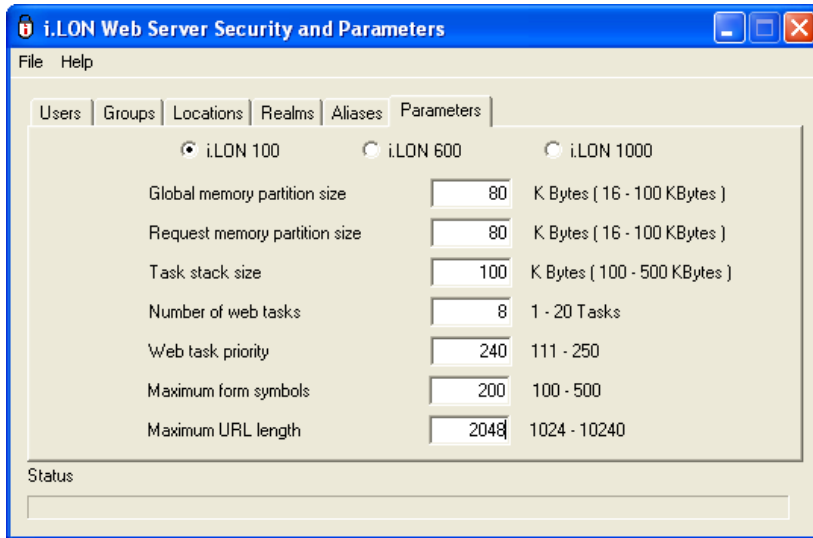 i.LON Web Server Security and Parameters
File Help
Users Groups Locations Realms Aliases Parameters
i.LON 100 i.LON 600 i.LON 1000
Global memory partition size 80 K Bytes ( 16 - 100 KBytes )
Request memory partition size 80 K Bytes ( 16 - 100 KBytes )
Task stack size 100 K Bytes ( 100 - 500 KBytes )
Number of web tasks 8 1 - 20 Tasks
Web task priority 240 111 - 250
Maximum form symbols 200 100 - 500
Maximum URL length 2048 1024 - 10240
Status